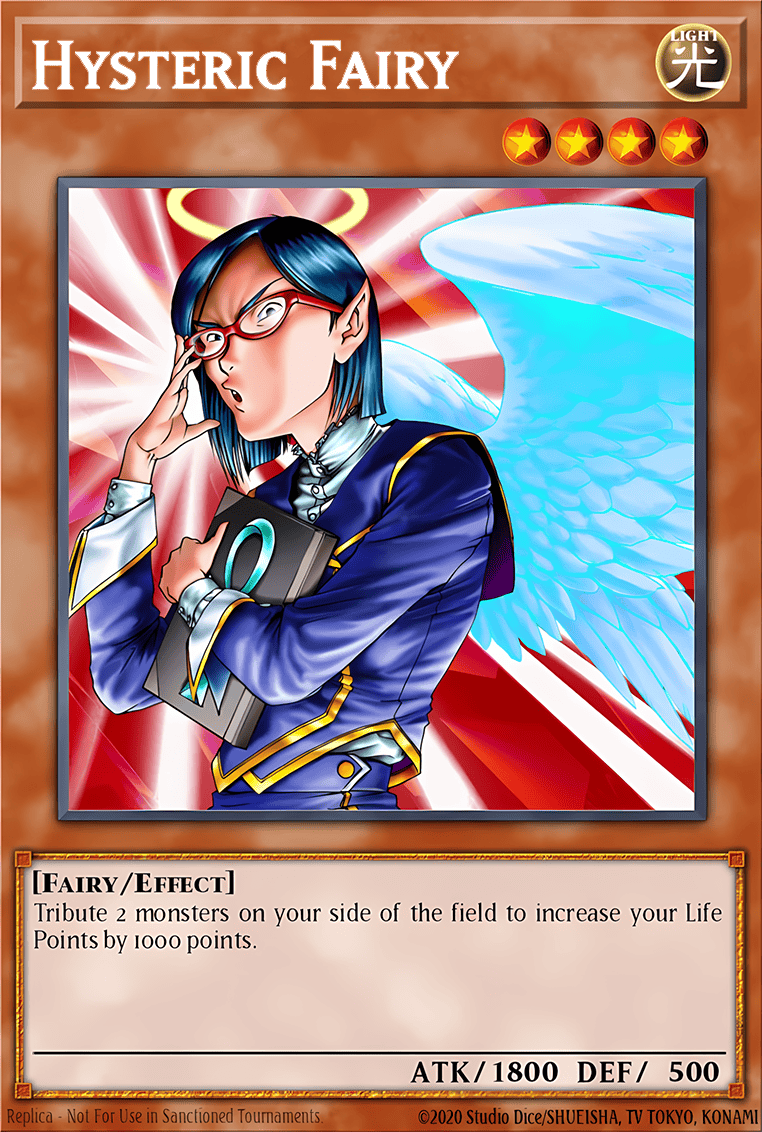 Hysteric Fairy
LIGHT
光
[Fairy/Effect]
Tribute 2 monsters on your side of the field to increase your Life
Points by 1000 points.
ATK/1800 DEF/ 500
Replica - Not For Use in Sanctioned Tournaments.
©2020 Studio Dice/SHUEISHA, TV TOKYO, KONAMI